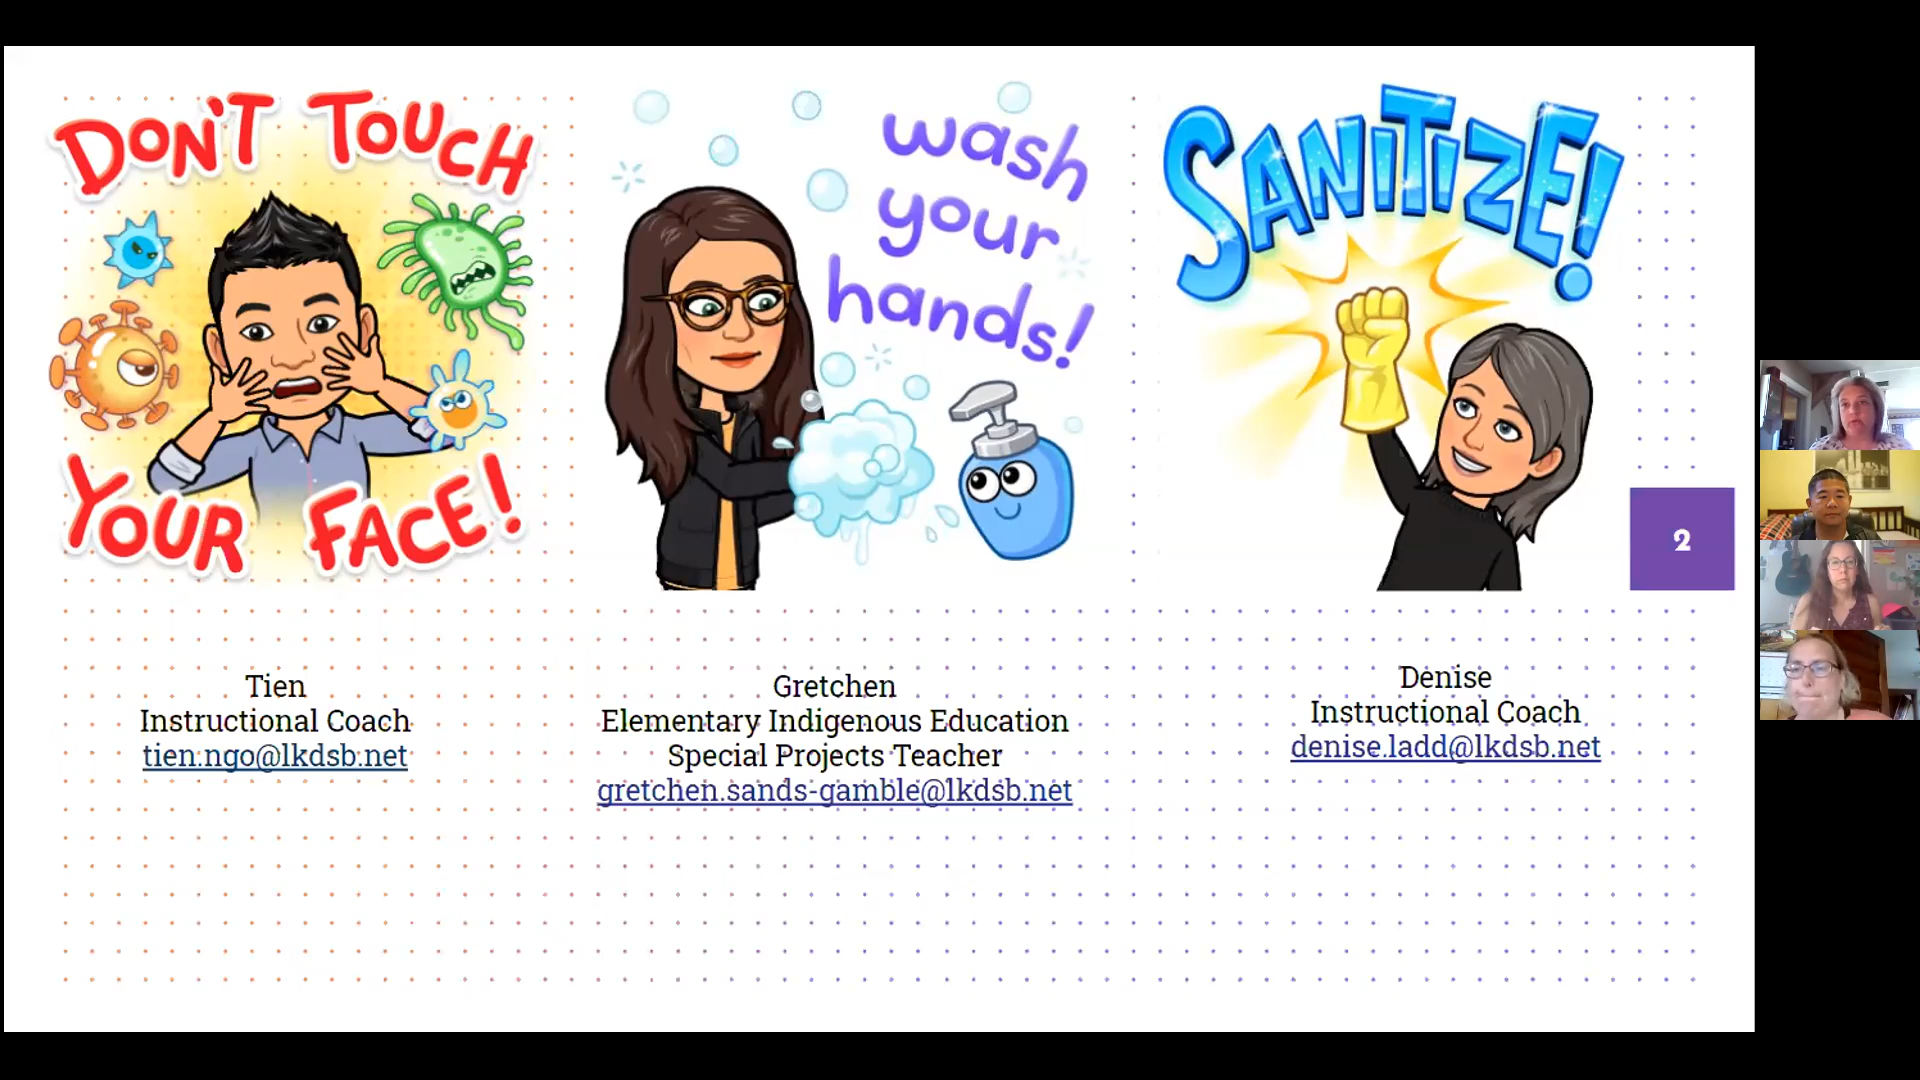 DON'T TOUCH
YOUR FACE!
wash
your
hands!
SANITIZE!
2
Tien
Instructional Coach
tien.ngo@lkdsb.net
Gretchen
Elementary Indigenous Education
Special Projects Teacher
gretchen.sands-gamble@lkdsb.net
Denise
Instructional Coach
denise.ladd@lkdsb.net